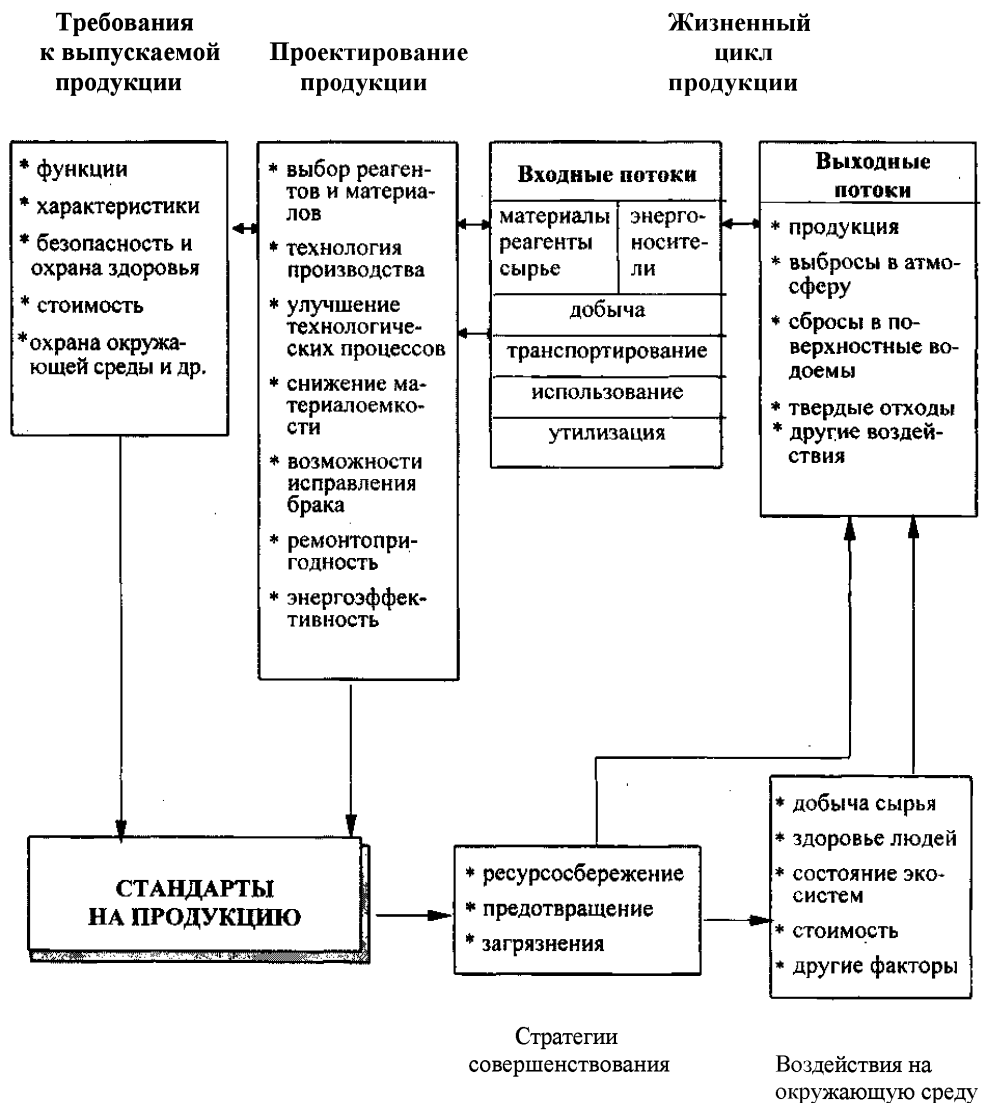 Требования
к выпускаемой
продукции
Проектирование
продукции
Жизненный
цикл
продукции
* функции
* характеристики
* безопасность и
охрана здоровья
* стоимость
*охрана окружа-
ющей среды и др.
* выбор реаген-
тов и материа-
лов
* технология
производства
* улучшение
технологиче-
ских процессов
* снижение ма-
териалоемко-
сти
* возможности
исправления
брака
* ремонтопри-
годность
* энергоэффек-
тивность
Входные потоки
материалы
реагенты
сырье
энерго-
носите-
ли
добыча
транспортирование
использование
утилизация
Выходные
потоки
* продукция
* выбросы в атмо-
сферу
* сбросы в по-
верхностные во-
доемы
* твердые отходы
* другие воздей-
ствия
СТАНДАРТЫ
НА ПРОДУКЦИЮ
* ресурсосбережение
* предотвращение
* загрязнения
* добыча сырья
* здоровье людей
* состояние эко-
систем
* стоимость
* другие факторы
Стратегии
совершенствования
Воздействия на
окружающую среду